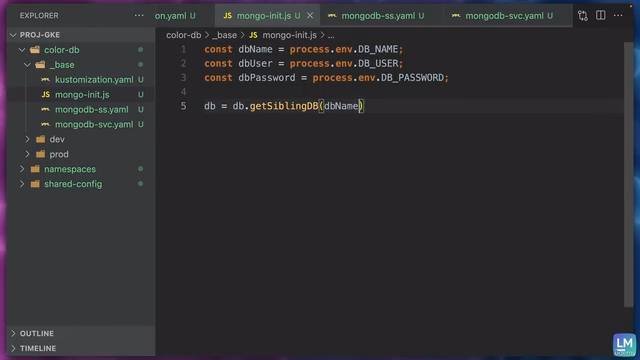 EXPLORER
...
on.yaml U
JS mongo-init.js U
mongodb-ss.yaml U
mongodb-svc.yaml U
...
PROJ-GKE
color-db
_base
kustomization.yaml U
JS mongo-init.js U
mongodb-ss.yaml U
mongodb-svc.yaml U
dev
prod
namespaces
shared-config
OUTLINE
TIMELINE
color-db > _base > JS mongo-init.js > ...
1 const dbName = process.env.DB_NAME;
2 const dbUser = process.env.DB_USER;
3 const dbPassword = process.env.DB_PASSWORD;
4
5 db = db.getSiblingDB(dbName)
LM